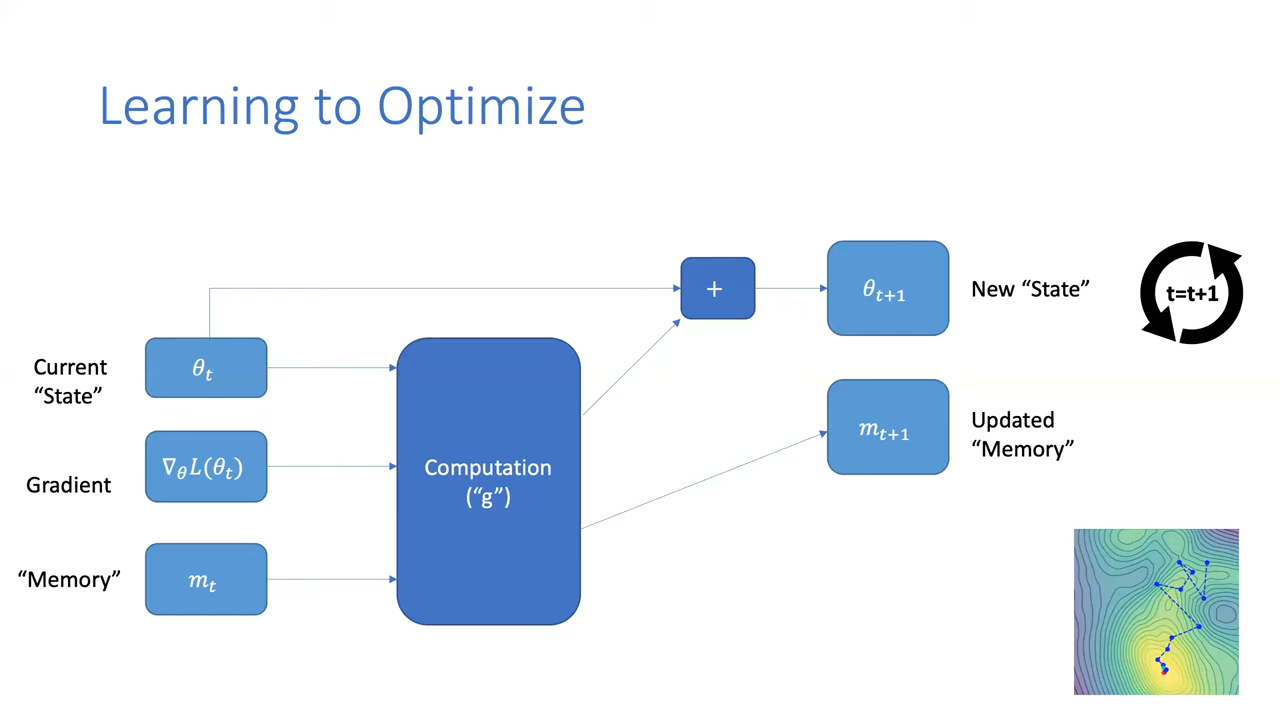 Learning to Optimize
+
θₜ₊₁
New “State”
t=t+1
Current
“State”
θₜ
mₜ₊₁
Updated
“Memory”
Gradient
∇θL(θₜ)
Computation
(“g”)
“Memory”
mₜ